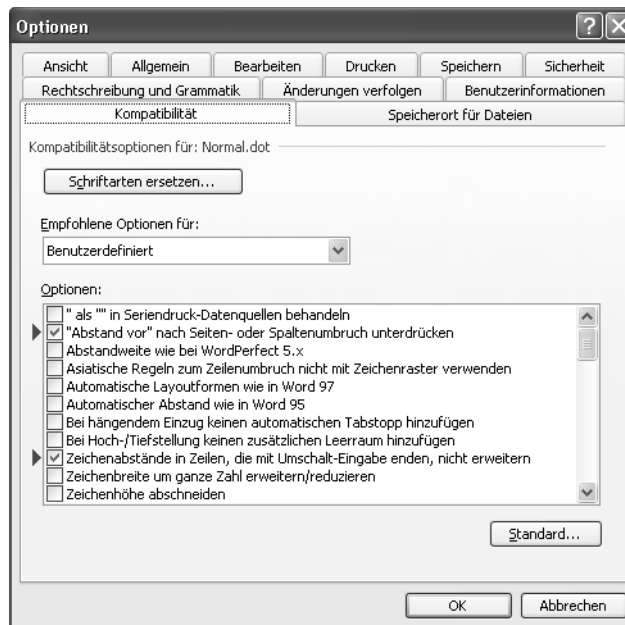 Optionen
Ansicht Allgemein Bearbeiten Drucken Speichern Sicherheit
Rechtschreibung und Grammatik Änderungen verfolgen Benutzerinformationen
Kompatibilität Speicherort für Dateien
Kompatibilitätsoptionen für: Normal.dot
Schriftarten ersetzen...
Empfohlene Optionen für:
Benutzerdefiniert
Optionen:
" als "" in Seriendruck-Datenquellen behandeln
"Abstand vor" nach Seiten- oder Spaltenumbruch unterdrücken
Abstandweite wie bei WordPerfect 5.x
Asiatische Regeln zum Zeilenumbruch nicht mit Zeichenraster verwenden
Automatische Layoutformen wie in Word 97
Automatischer Abstand wie in Word 95
Bei hängendem Einzug keinen automatischen Tabstopp hinzufügen
Bei Hoch-/Tiefstellung keinen zusätzlichen Leerraum hinzufügen
Zeichenabstände in Zeilen, die mit Umschalt-Eingabe enden, nicht erweitern
Zeichenbreite um ganze Zahl erweitern/reduzieren
Zeichenhöhe abschneiden
Standard...
OK Abbrechen